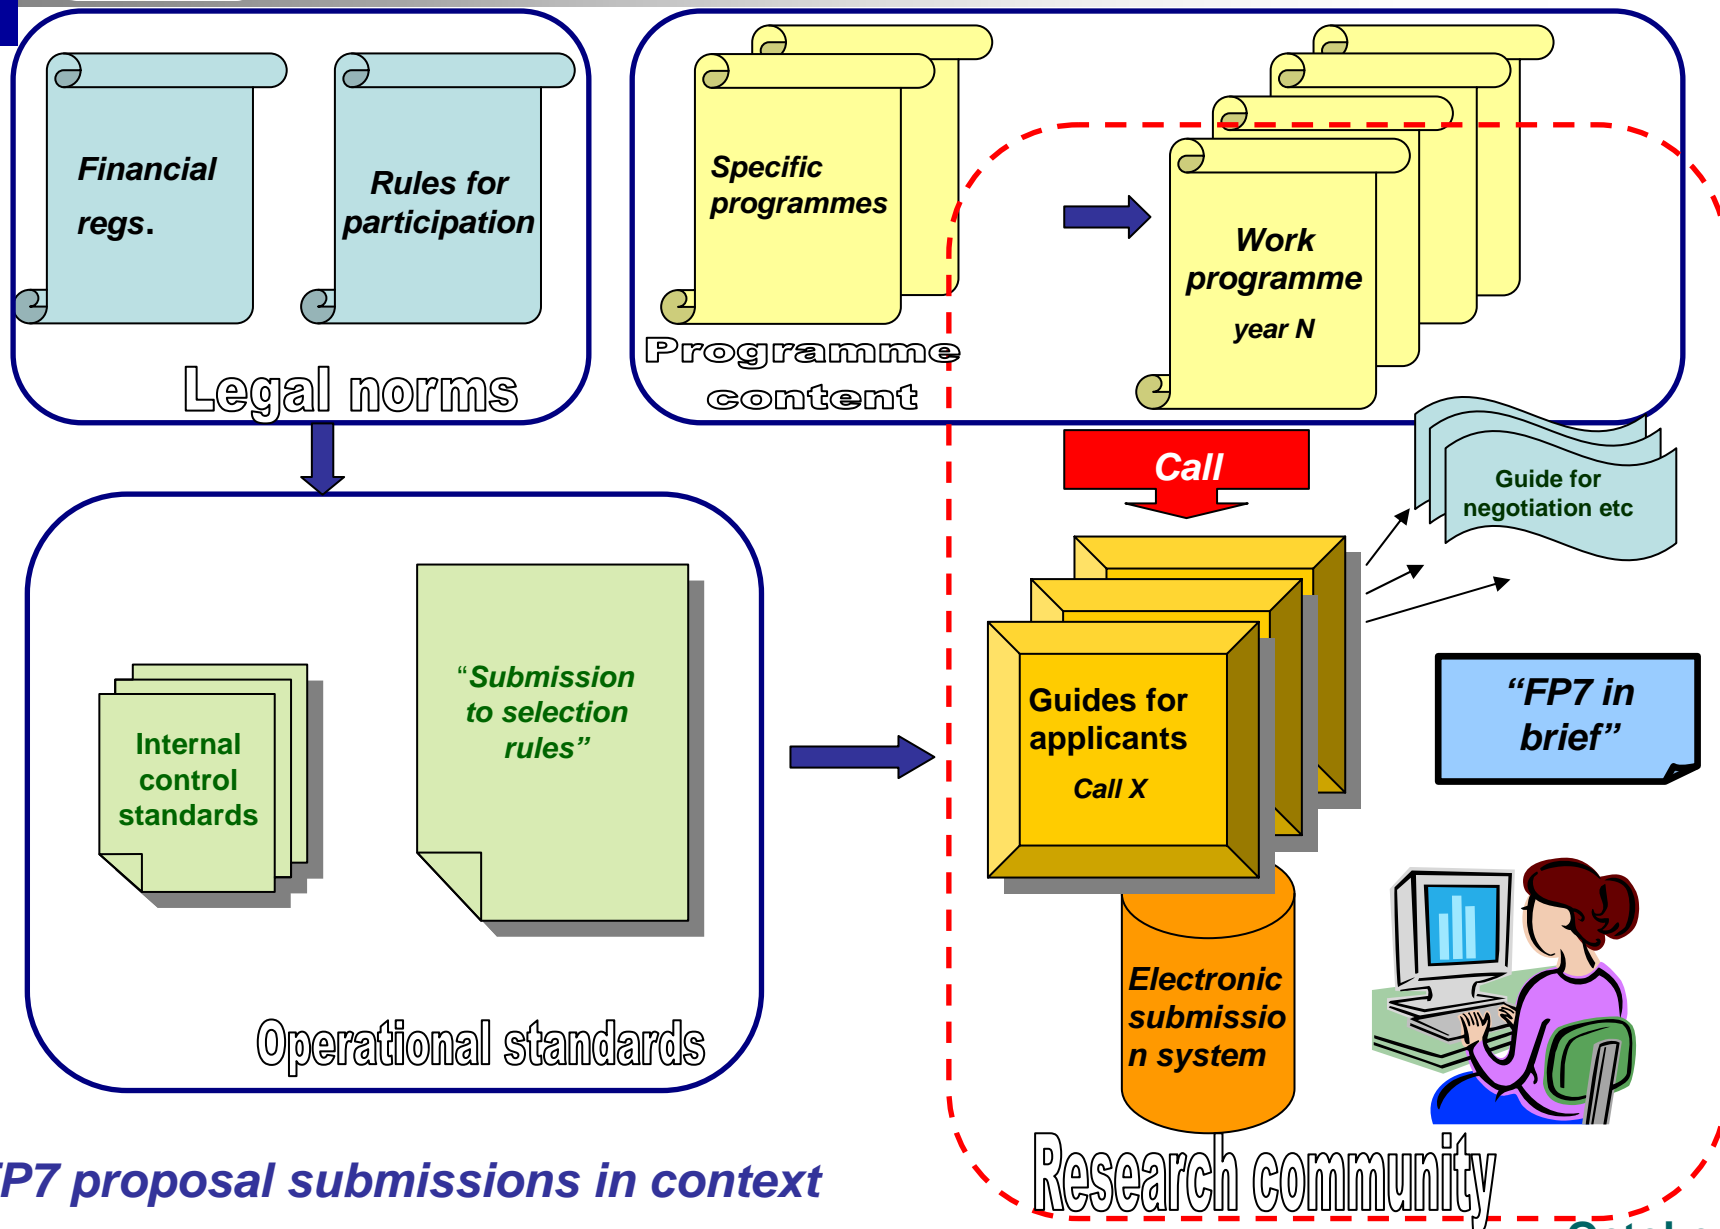 Financial
regs.
Rules for
participation
Legal norms
Specific
programmes
Programme
content
Work
programme
year N
Call
Guide for
negotiation etc
Internal
control
standards
“Submission
to selection
rules”
Operational standards
Guides for
applicants
Call X
“FP7 in
brief”
Electronic
submissio
n system
Research community
FP7 proposal submissions in context